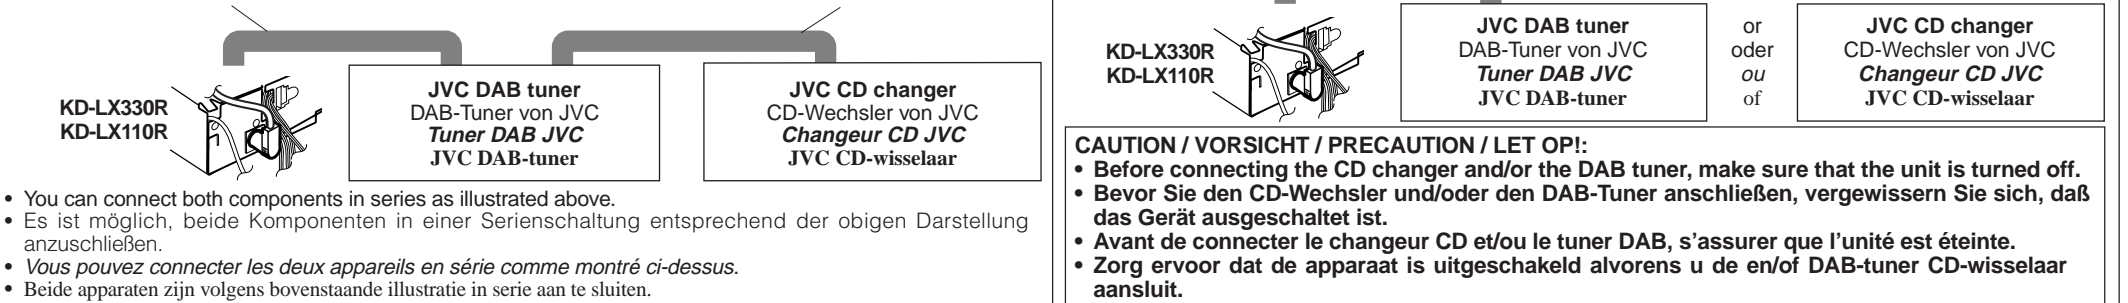 KD-LX330R
KD-LX110R
JVC DAB tuner
DAB-Tuner von JVC
Tuner DAB JVC
JVC DAB-tuner
JVC CD changer
CD-Wechsler von JVC
Changeur CD JVC
JVC CD-wisselaar
• You can connect both components in series as illustrated above.
• Es ist möglich, beide Komponenten in einer Serienschaltung entsprechend der obigen Darstellung
anzuschließen.
• Vous pouvez connecter les deux appareils en série comme montré ci-dessus.
• Beide apparaten zijn volgens bovenstaande illustratie in serie aan te sluiten.
KD-LX330R
KD-LX110R
JVC DAB tuner
DAB-Tuner von JVC
Tuner DAB JVC
JVC DAB-tuner
or
oder
ou
of
JVC CD changer
CD-Wechsler von JVC
Changeur CD JVC
JVC CD-wisselaar
CAUTION / VORSICHT / PRECAUTION / LET OP!:
• Before connecting the CD changer and/or the DAB tuner, make sure that the unit is turned off.
• Bevor Sie den CD-Wechsler und/oder den DAB-Tuner anschließen, vergewissern Sie sich, daß
das Gerät ausgeschaltet ist.
• Avant de connecter le changeur CD et/ou le tuner DAB, s’assurer que l’unité est éteinte.
• Zorg ervoor dat de apparaat is uitgeschakeld alvorens u de en/of DAB-tuner CD-wisselaar
aansluit.